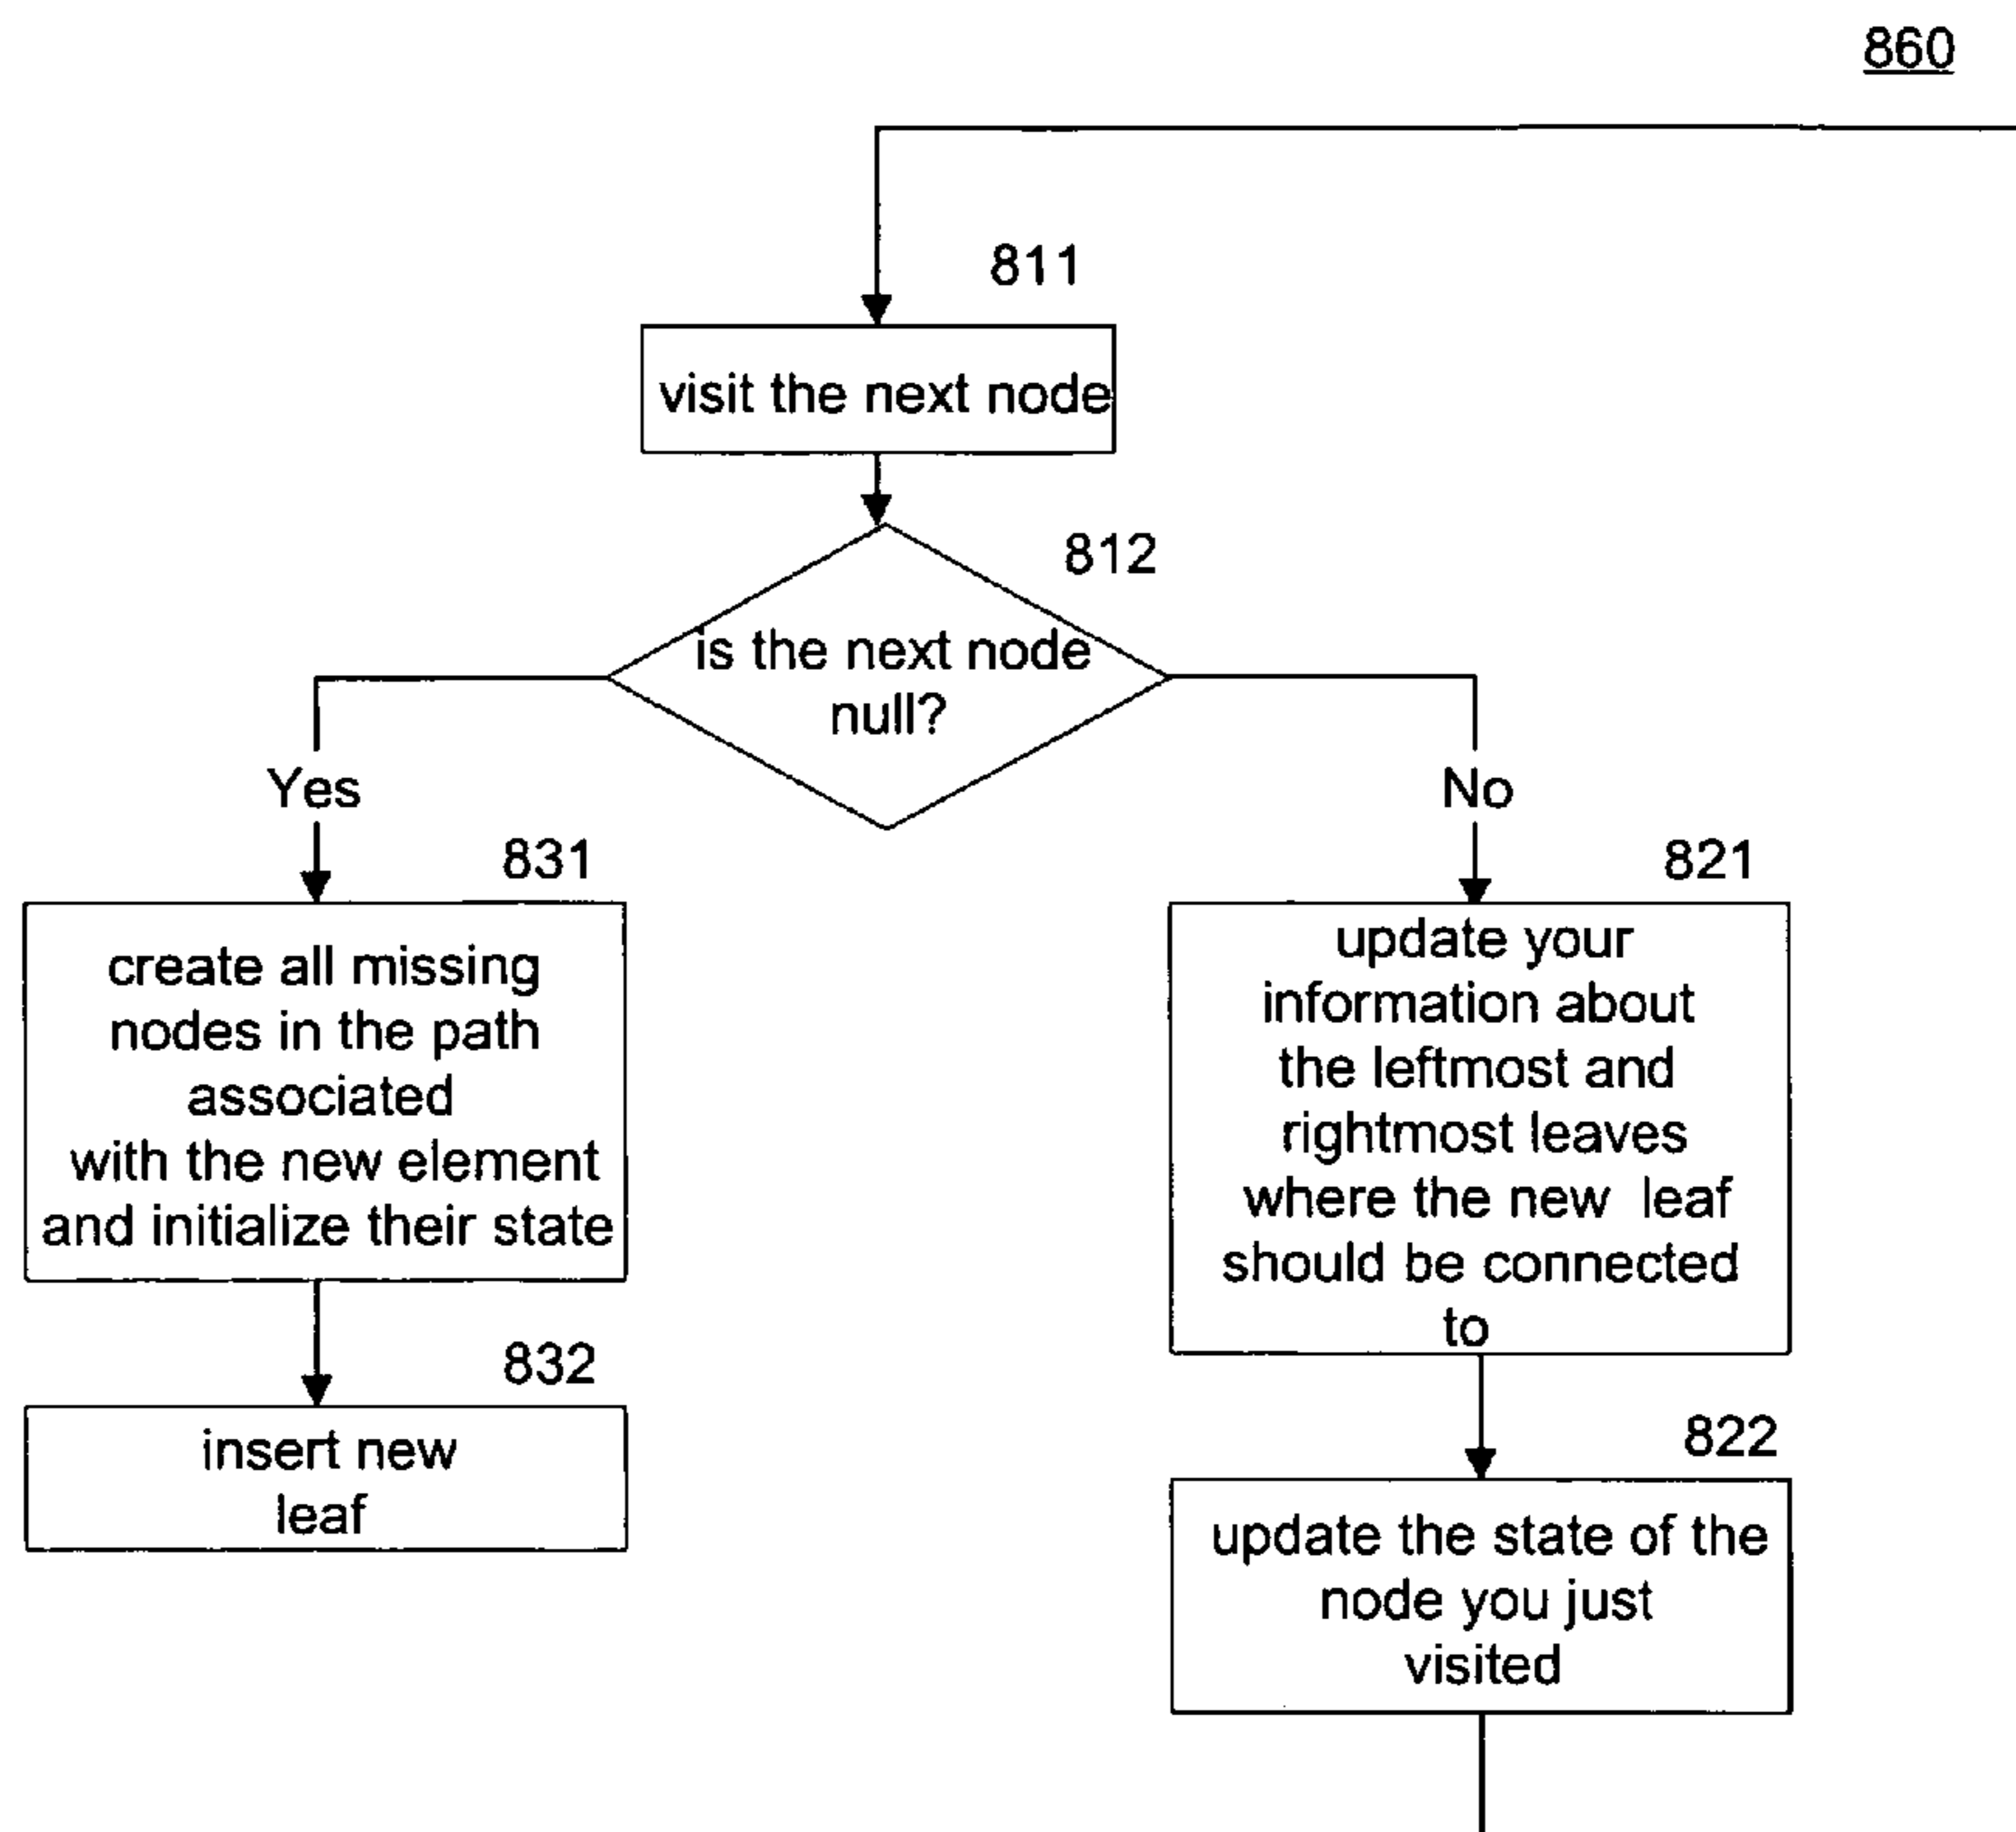 860
811
visit the next node
812
is the next node
null?
Yes
No
831
create all missing
nodes in the path
associated
with the new element
and initialize their state
821
update your
information about
the leftmost and
rightmost leaves
where the new leaf
should be connected
to
832
insert new
leaf
822
update the state of the
node you just
visited